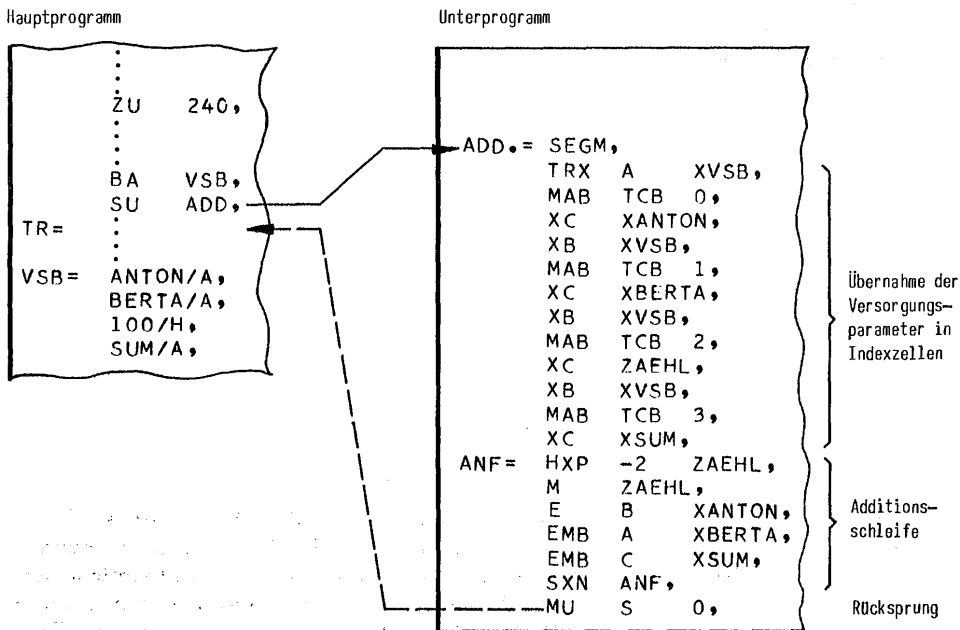 Hauptprogramm
ZU 240,
BA VSB,
SU ADD,
TR=
VSB= ANTON/A,
BERTA/A,
100/H,
SUM/A,
Unterprogramm
ADD.= SEGM,
TRX A XVSB,
MAB TCB 0,
XC XANTON,
XB XVSB,
MAB TCB 1,
XC XBERTA,
XB XVSB,
MAB TCB 2,
XC ZAEHL,
XB XVSB,
MAB TCB 3,
XC XSUM,
ANF= HXP -2 ZAEHL,
M ZAEHL,
E B XANTON,
EMB A XBERTA,
EMB C XSUM,
SXN ANF,
MU S 0,
Übernahme der
Versorgungs-
parameter in
Indexzellen
Additions-
schleife
Rücksprung